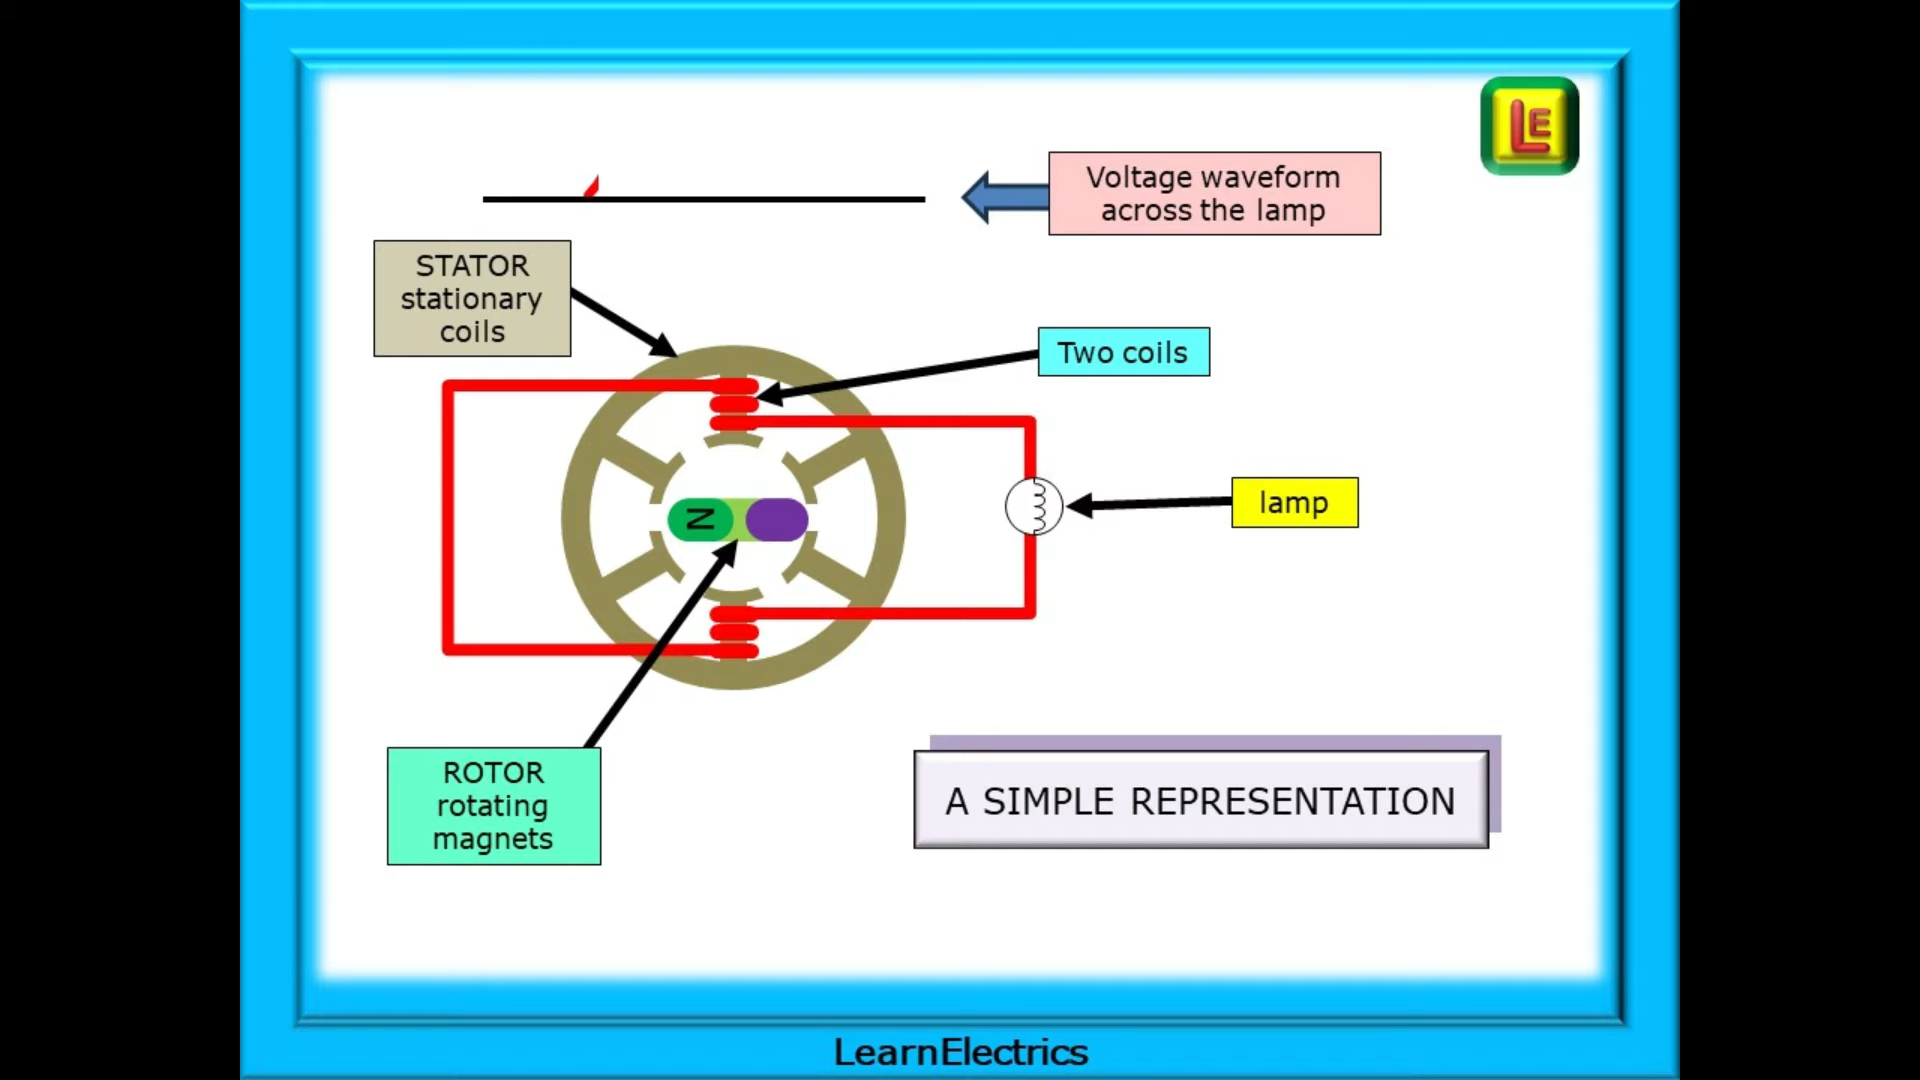 LE
Voltage waveform
across the lamp
STATOR
stationary
coils
Two coils
lamp
N
ROTOR
rotating
magnets
A SIMPLE REPRESENTATION
LearnElectrics